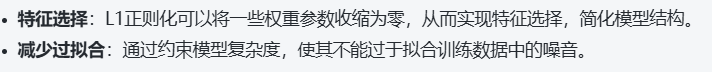 • 特征选择：L1正则化可以将一些权重参数收缩为零，从而实现特征选择，简化模型结构。
• 减少过拟合：通过约束模型复杂度，使其不能过于拟合训练数据中的噪音。